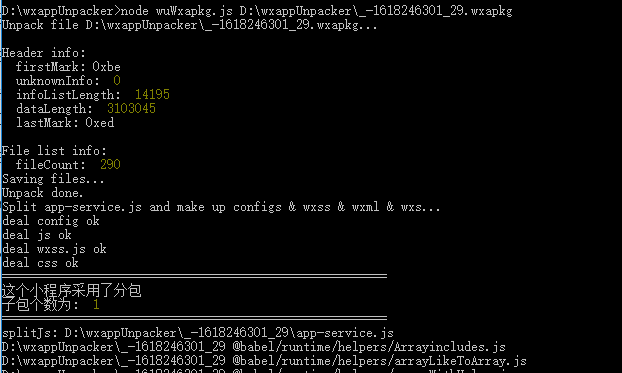 D:\wxappUnpacker>node wuWxapkg.js D:\wxappUnpacker\_-1618246301_29.wxapkg
Unpack file D:\wxappUnpacker\_-1618246301_29.wxapkg...
Header info:
firstMark: 0xbe
unknownInfo: 0
infoListLength: 14195
dataLength: 3103045
lastMark: 0xed
File list info:
fileCount: 290
Saving files...
Unpack done.
Split app-service.js and make up configs & wxss & wxml & wxs...
deal config ok
deal js ok
deal wxss.js ok
deal css ok
这个小程序采用了分包
子包个数为: 1
splitJs: D:\wxappUnpacker\_-1618246301_29\app-service.js
D:\wxappUnpacker\_-1618246301_29 @babel/runtime/helpers/Arrayincludes.js
D:\wxappUnpacker\_-1618246301_29 @babel/runtime/helpers/arrayLikeToArray.js